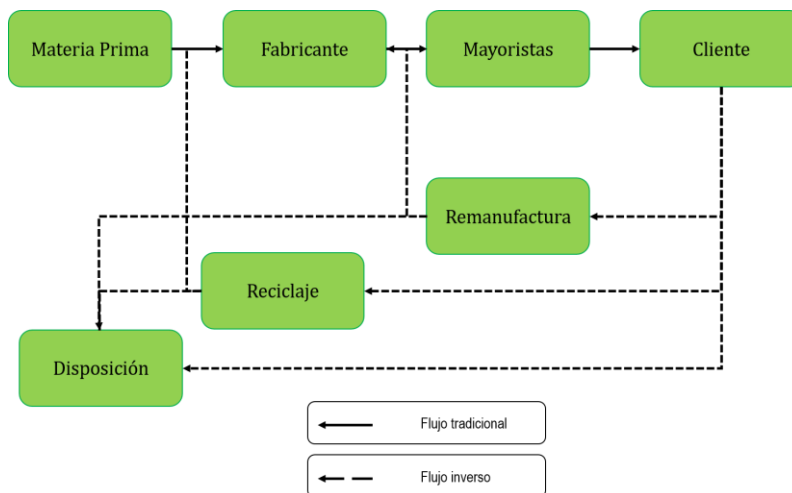 Materia Prima
Fabricante
Mayoristas
Cliente
Remanufactura
Reciclaje
Disposición
Flujo tradicional
Flujo inverso